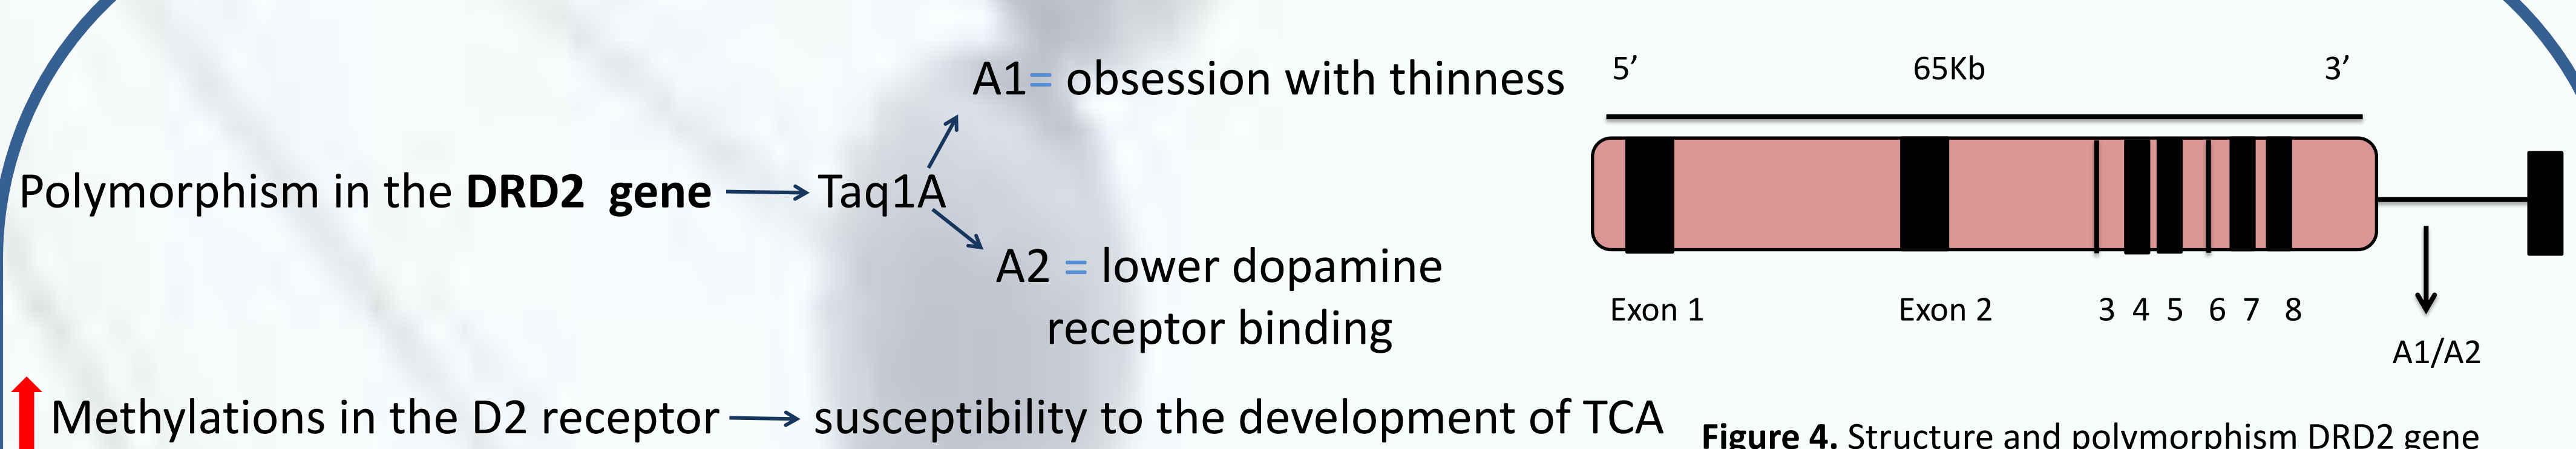 A1= obsession with thinness
Polymorphism in the DRD2 gene
Taq1A
A2 = lower dopamine
receptor binding
Methylations in the D2 receptor
susceptibility to the development of TCA
5’ 65Kb 3’
Exon 1 Exon 2 3 4 5 6 7 8
A1/A2
Figure 4. Structure and polymorphism DRD2 gene